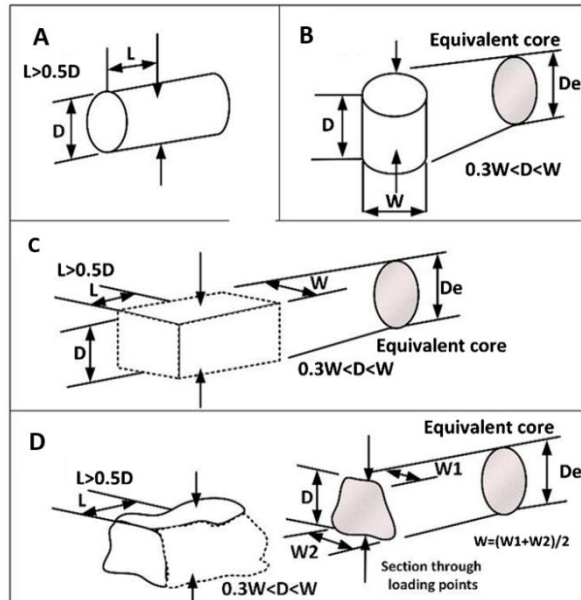 A
L
L>0.5D
D
B
Equivalent core
D
De
0.3W<D<W
W
C
L>0.5D
L
W
De
D
Equivalent core
0.3W<D<W
D
Equivalent core
L>0.5D
L
W1
D
De
W2
W=(W1+W2)/2
Section through
loading points
0.3W<D<W